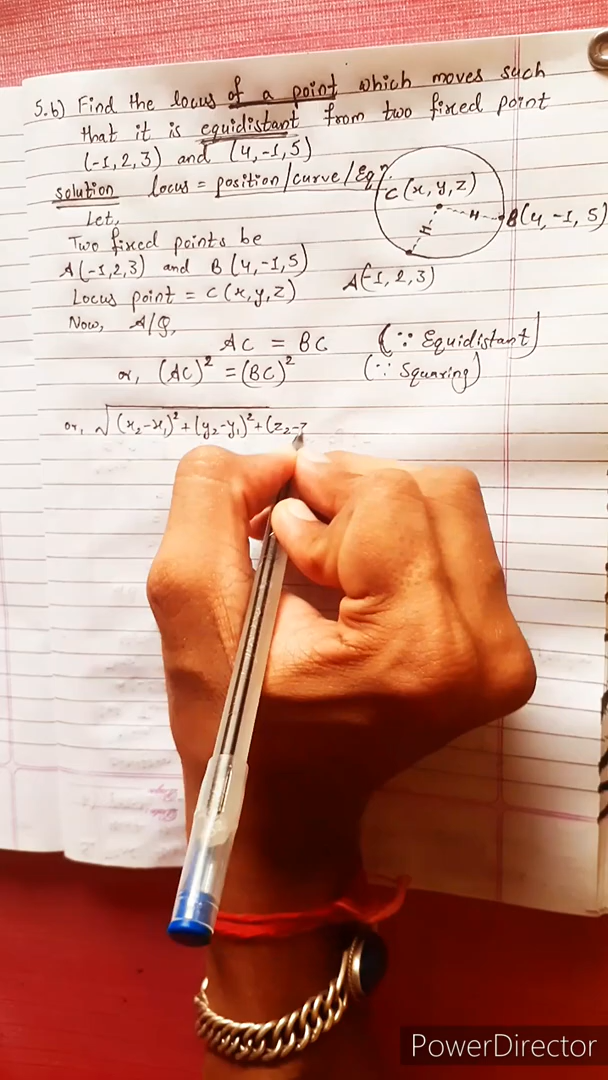 5.b) Find the locus of a point which moves such
that it is equidistant from two fixed point
(-1,2,3) and (4,-1,5)
solution locus = position/curve/Eqn.
Let,
Two fixed points be
A(-1,2,3) and B(4,-1,5)
Locus point = C(x,y,z)
Now, A/Q,
AC = BC (∵ Equidistant)
or, (AC)² = (BC)² (∵ Squaring)
or, √(x₂-x₁)²+(y₂-y₁)²+(z₂-z
C(x,y,z)
B(4,-1,5)
A(-1,2,3)
PowerDirector